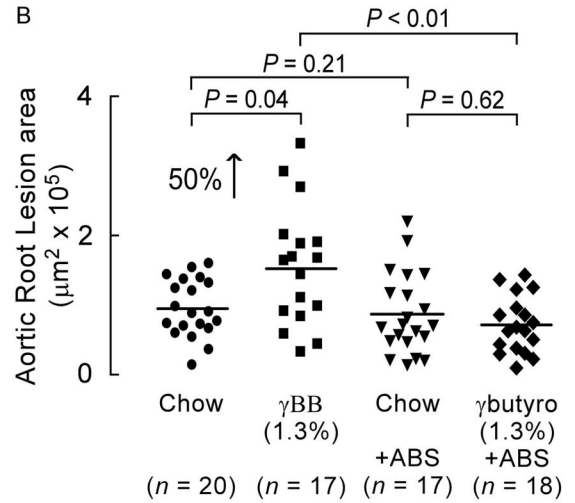 B
P < 0.01
P = 0.21
P = 0.04
P = 0.62
Aortic Root Lesion area
(μm² x 10⁵)
4
2
0
50%
Chow
γBB
(1.3%)
Chow
+ABS
γbutyro
(1.3%)
+ABS
(n = 20)
(n = 17)
(n = 17)
(n = 18)